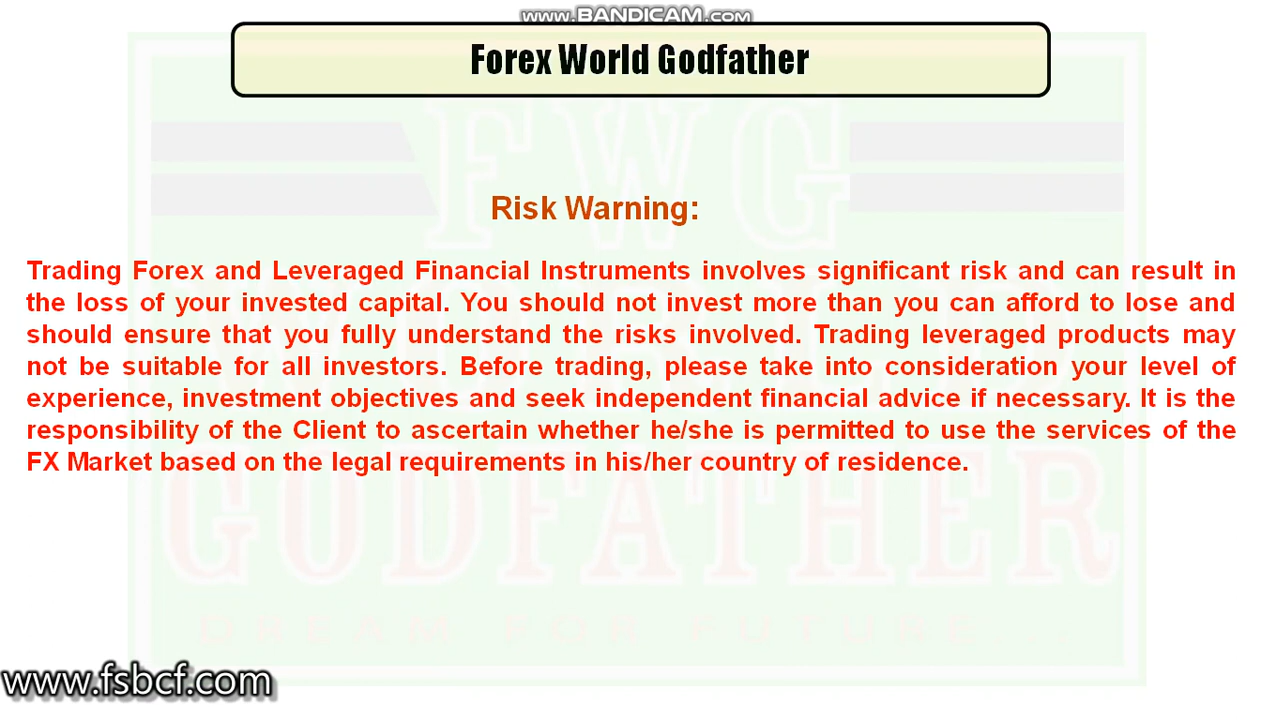 www.BANDICAM.com
Forex World Godfather
FWG
Risk Warning:
Trading Forex and Leveraged Financial Instruments involves significant risk and can result in
the loss of your invested capital. You should not invest more than you can afford to lose and
should ensure that you fully understand the risks involved. Trading leveraged products may
not be suitable for all investors. Before trading, please take into consideration your level of
experience, investment objectives and seek independent financial advice if necessary. It is the
responsibility of the Client to ascertain whether he/she is permitted to use the services of the
FX Market based on the legal requirements in his/her country of residence.
GODFATHER
DREAM FOR FUTURE
www.fsbcf.com